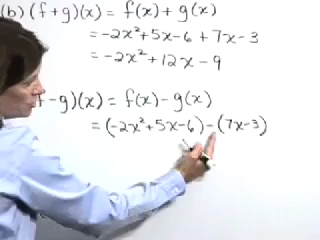 (b) (f+g)(x) = f(x) + g(x)
= -2x² + 5x - 6 + 7x - 3
= -2x² + 12x - 9
f-g)(x) = f(x) - g(x)
= (-2x² + 5x - 6) - (7x - 3)